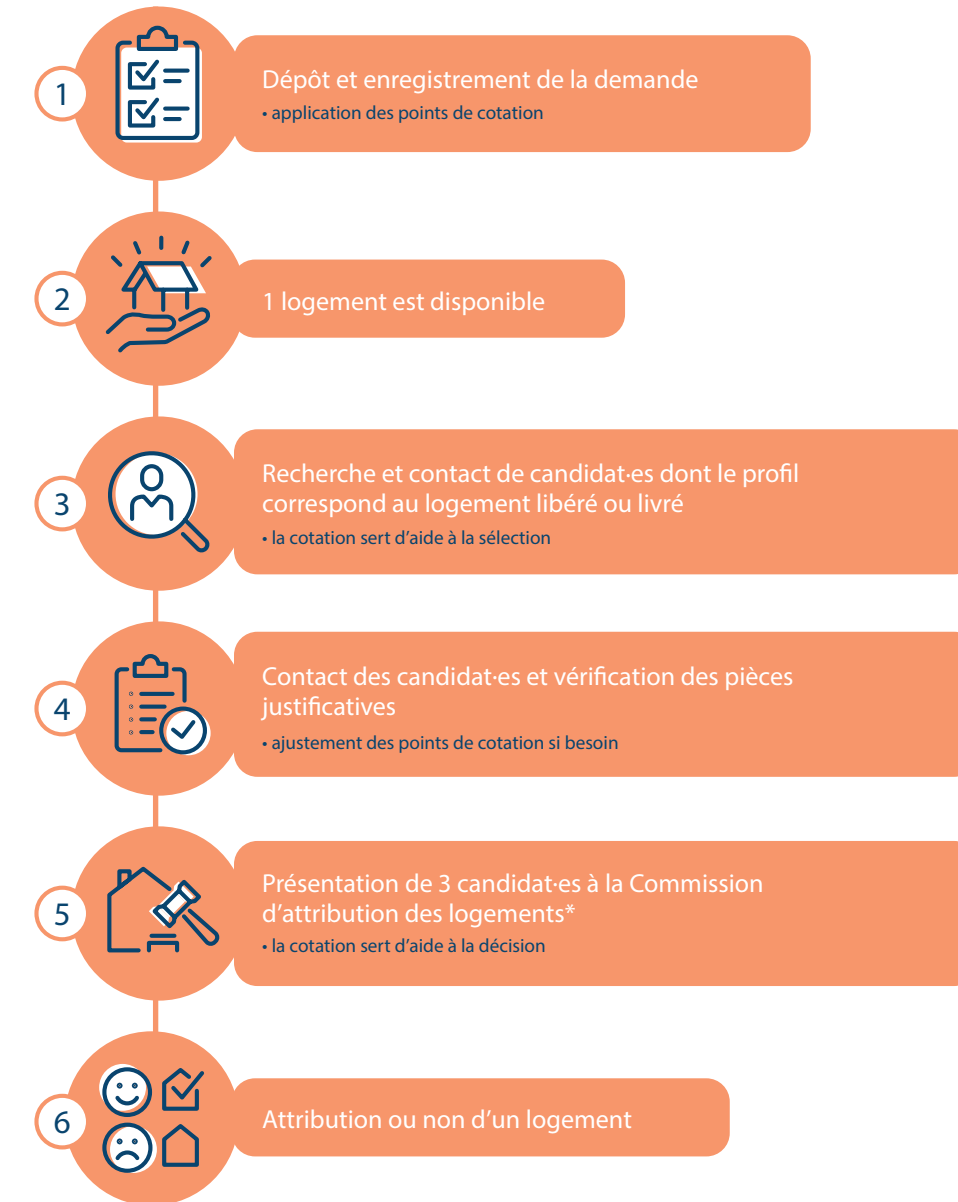 1
Dépôt et enregistrement de la demande
• application des points de cotation
2
1 logement est disponible
3
Recherche et contact de candidat·es dont le profil
correspond au logement libéré ou livré
• la cotation sert d’aide à la sélection
4
Contact des candidat·es et vérification des pièces
justificatives
• ajustement des points de cotation si besoin
5
Présentation de 3 candidat·es à la Commission
d’attribution des logements*
• la cotation sert d’aide à la décision
6
Attribution ou non d’un logement